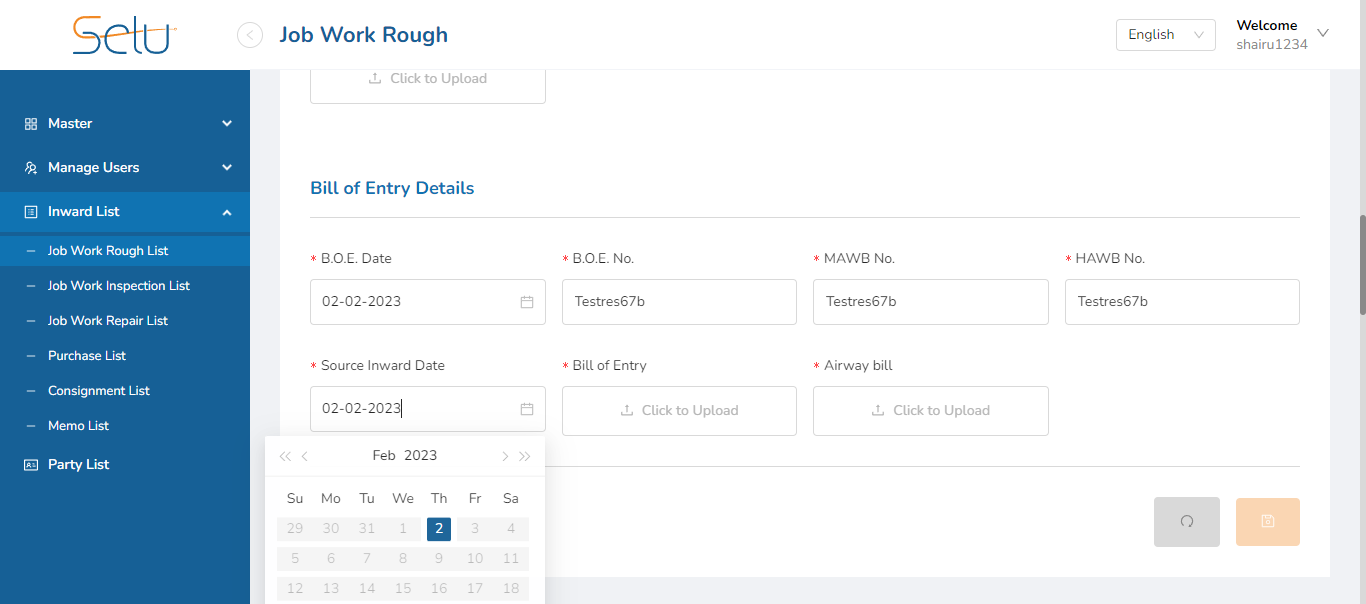 Selu
Job Work Rough
English
Welcome
shairu1234
Master
Manage Users
Inward List
Job Work Rough List
Job Work Inspection List
Job Work Repair List
Purchase List
Consignment List
Memo List
Party List
Click to Upload
Bill of Entry Details
* B.O.E. Date
* B.O.E. No.
* MAWB No.
* HAWB No.
02-02-2023
Testres67b
Testres67b
Testres67b
* Source Inward Date
* Bill of Entry
* Airway bill
02-02-2023
Click to Upload
Click to Upload
Feb 2023
Su Mo Tu We Th Fr Sa
29 30 31 1 2 3 4
5 6 7 8 9 10 11
12 13 14 15 16 17 18